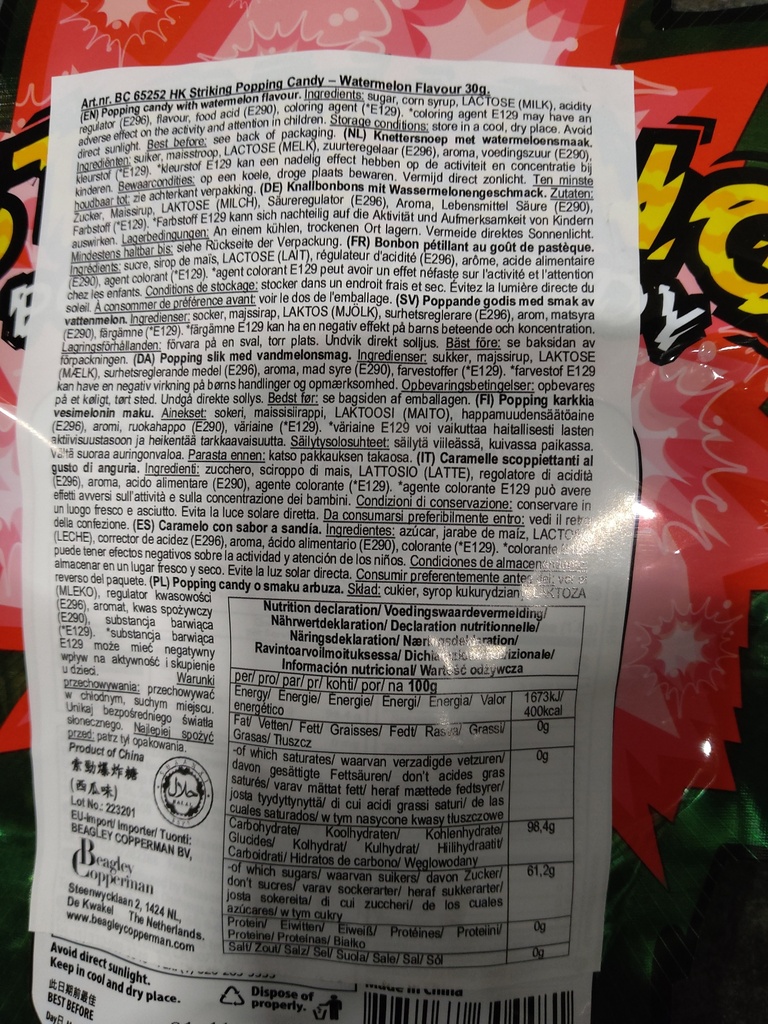 Art.nr. BC 65252 HK Striking Popping Candy – Watermelon Flavour 30g.
(EN) Popping candy with watermelon flavour. Ingredients: sugar, corn syrup, LACTOSE (MILK), acidity
regulator (E296), flavour, food acid (E290), coloring agent (*E129). *coloring agent E129 may have an
adverse effect on the activity and attention in children. Storage conditions: store in a cool, dry place. Avoid
direct sunlight. Best before: see back of packaging. (NL) Knettersnoep met watermeloensmaak.
Ingrediënten: suiker, maisstroop, LACTOSE (MELK), zuurteregelaar (E296), aroma, voedingszuur (E290),
kleurstof (*E129). *kleurstof E129 kan een nadelig effect hebben op de activiteit en concentratie bij
kinderen. Bewaarcondities: op een koele, droge plaats bewaren. Vermijd direct zonlicht. Ten minste
houdbaar tot: zie achterkant verpakking. (DE) Knallbonbons mit Wassermelonengeschmack. Zutaten:
Zucker, Maissirup, LAKTOSE (MILCH), Säureregulator (E296), Aroma, Lebensmittel Säure (E290),
Farbstoff (*E129). *Farbstoff E129 kann sich nachteilig auf die Aktivität und Aufmerksamkeit von Kindern
auswirken. Lagerbedingungen: An einem kühlen, trockenen Ort lagern. Vermeide direktes Sonnenlicht.
Mindestens haltbar bis: siehe Rückseite der Verpackung. (FR) Bonbon pétillant au goût de pastèque.
Ingrédients: sucre, sirop de maïs, LACTOSE (LAIT), régulateur d'acidité (E296), arôme, acide alimentaire
(E290), agent colorant (*E129). *agent colorant E129 peut avoir un effet néfaste sur l'activité et l'attention
chez les enfants. Conditions de stockage: stocker dans un endroit frais et sec. Évitez la lumière directe du
soleil. À consommer de préférence avant: voir le dos de l'emballage. (SV) Poppande godis med smak av
vattenmelon. Ingredienser: socker, majssirap, LAKTOS (MJÖLK), surhetsreglerare (E296), arom, matsyra
(E290), färgämne (*E129). *färgämne E129 kan ha en negativ effekt på barns beteende och koncentration.
Lagringsförhållanden: förvara på en sval, torr plats. Undvik direkt solljus. Bäst före: se baksidan av
förpackningen. (DA) Popping slik med vandmelonsmag. Ingredienser: sukker, majssirup, LAKTOSE
(MÆLK), surhetsreglerande medel (E296), aroma, mad syre (E290), farvestoffer (*E129). *farvestof E129
kan have en negativ virkning på børns handlinger og opmærksomhed. Opbevaringsbetingelser: opbevares
på et køligt, tørt sted. Undgå direkte sollys. Bedst før: se bagsiden af emballagen. (FI) Popping karkkia
vesimelonin maku. Ainekset: sokeri, maissisiirappi, LAKTOOSI (MAITO), happamuudensäätöaine
(E296), aromi, ruokahappo (E290), väriaine (*E129). *väriaine E129 voi vaikuttaa haitallisesti lasten
aktiivisuustasoon ja heikentää tarkkaavaisuutta. Säilytysolosuhteet: säilytä viileässä, kuivassa paikassa.
Vältä suoraa auringonvaloa. Parasta ennen: katso pakkauksen takaosa. (IT) Caramelle scoppiettanti al
gusto di anguria. Ingredienti: zucchero, sciroppo di mais, LATTOSIO (LATTE), regolatore di acidità
(E296), aroma, acido alimentare (E290), agente colorante (*E129). *agente colorante E129 può avere
effetti avversi sull'attività e sulla concentrazione dei bambini. Condizioni di conservazione: conservare in
un luogo fresco e asciutto. Evita la luce solare diretta. Da consumarsi preferibilmente entro: vedi il retro
della confezione. (ES) Caramelo con sabor a sandía. Ingredientes: azúcar, jarabe de maíz, LACTOSA
(LECHE), corrector de acidez (E296), aroma, ácido alimentario (E290), colorante (*E129). *colorante
puede tener efectos negativos sobre la actividad y atención de los niños. Condiciones de
almacenar en un lugar fresco y seco. Evite la luz solar directa. Consumir preferentemente antes del:
reverso del paquete. (PL) Popping candy o smaku arbuza. Skład: cukier, syrop kukurydziany, LAKTOZA
(MLEKO), regulator kwasowości
(E296), aromat, kwas spożywczy
(E290), substancja barwiąca
(*E129). *substancja barwiąca
E129 może mieć negatywny
wpływ na aktywność i skupienie
u dzieci. Warunki
przechowywania: przechowywać
w chłodnym, suchym miejscu.
Unikaj bezpośredniego światła
słonecznego. Najlepiej spożyć
przed: patrz tył opakowania.
Product of China
索勁爆炸糖
(西瓜味)
Lot No.: 223201
EU-import/ Importer/ Tuonti:
BEAGLEY COPPERMAN BV,
Beagley
Copperman
Steenwycklaan 2, 1424 NL,
De Kwakel The Netherlands.
www.beagleycopperman.com
حلال
HALAL
Nutrition declaration/ Voedingswaardevermelding/
Nährwertdeklaration/ Declaration nutritionnelle/
Näringsdeklaration/
Ravintoarvoilmoituksessa/
Información nutricional/ Wartość odżywcza
per/ pro/ par/ pr/ kohti/ por/ na 100g
Energy/ Energie/ Energie/ Energi/ Energia/ Valor
energético
1673kJ/
400kcal
Fat/ Vetten/ Fett/ Graisses/ Fedt/ Rasva/ Grassi/
Grasas/ Tłuszcz
0g
-of which saturates/ waarvan verzadigde vetzuren/
davon gesättigte Fettsäuren/ don't acides gras
saturés/ varav mättat fett/ heraf mættede fedtsyrer/
josta tyydyttynyttä/ di cui acidi grassi saturi/ de las
cuales saturados/ w tym nasycone kwasy tłuszczowe
0g
Carbohydrate/ Koolhydraten/ Kohlenhydrate/
Glucides/ Kolhydrat/ Kulhydrat/ Hiilihydraatit/
Carboidrati/ Hidratos de carbono/ Węglowodany
98,4g
-of which sugars/ waarvan suikers/ davon Zucker/
don't sucres/ varav sockerarter/ heraf sukkerarter/
josta sokereita/ di cui zuccheri/ de los cuales
azúcares/ w tym cukry
61,2g
Protein/ Eiwitten/ Eiweiß/ Protéines/ Proteiini/
Proteine/ Proteínas/ Białko
0g
Salt/ Zout/ Salz/ Sel/ Suola/ Sale/ Sal/ Sól
0g
Avoid direct sunlight.
Keep in cool and dry place.
此日期前最佳
BEST BEFORE
Dispose of
properly.
Made in China